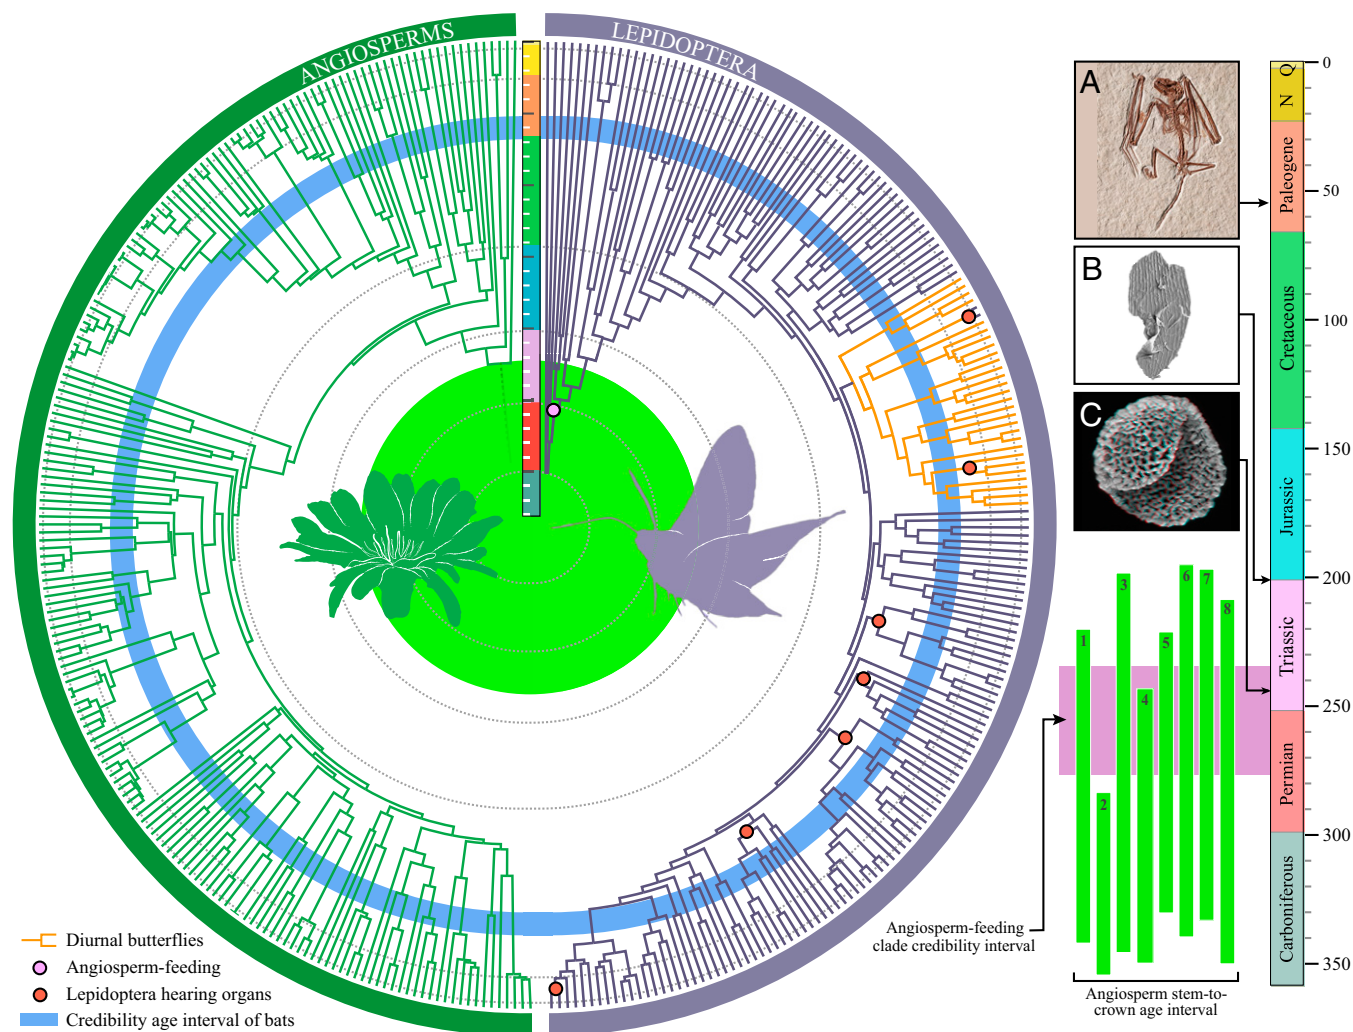 ANGIOSPERMS
LEPIDOPTERA
Diurnal butterflies
Angiosperm-feeding
Lepidoptera hearing organs
Credibility age interval of bats
A
B
C
1
2
3
4
5
6
7
8
Angiosperm-feeding
clade credibility interval
Angiosperm stem-to-
crown age interval
Q
N
Paleogene
Cretaceous
Jurassic
Triassic
Permian
Carboniferous
0
50
100
150
200
250
300
350